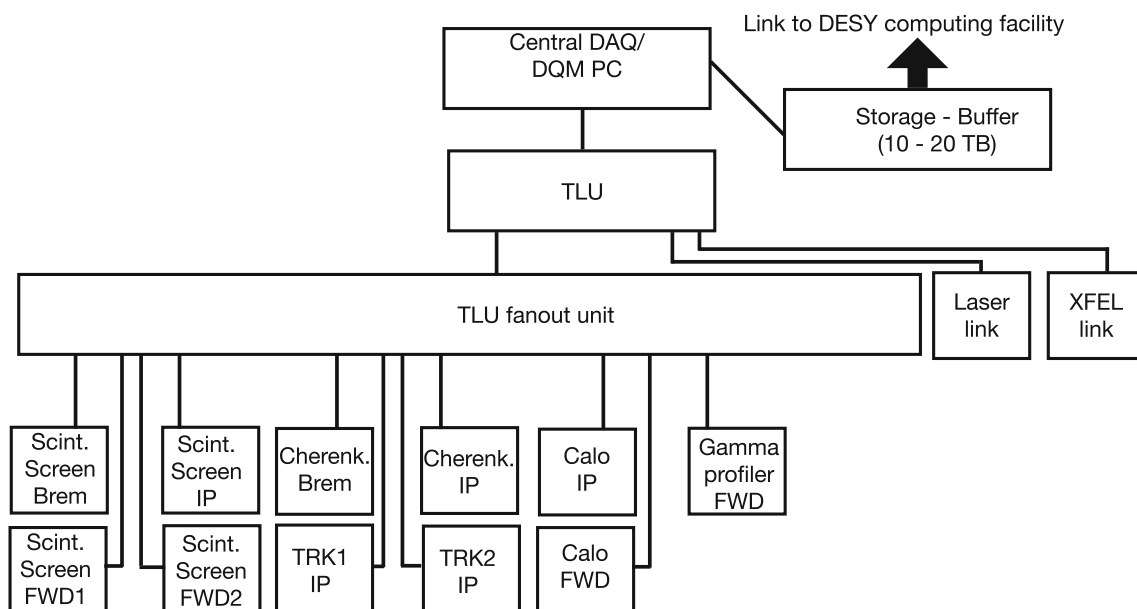 Link to DESY computing facility
Central DAQ/
DQM PC
Storage - Buffer
(10 - 20 TB)
TLU
TLU fanout unit
Laser
link
XFEL
link
Scint.
Screen
Brem
Scint.
Screen
IP
Cherenk.
Brem
Cherenk.
IP
Calo
IP
Gamma
profiler
FWD
Scint.
Screen
FWD1
Scint.
Screen
FWD2
TRK1
IP
TRK2
IP
Calo
FWD